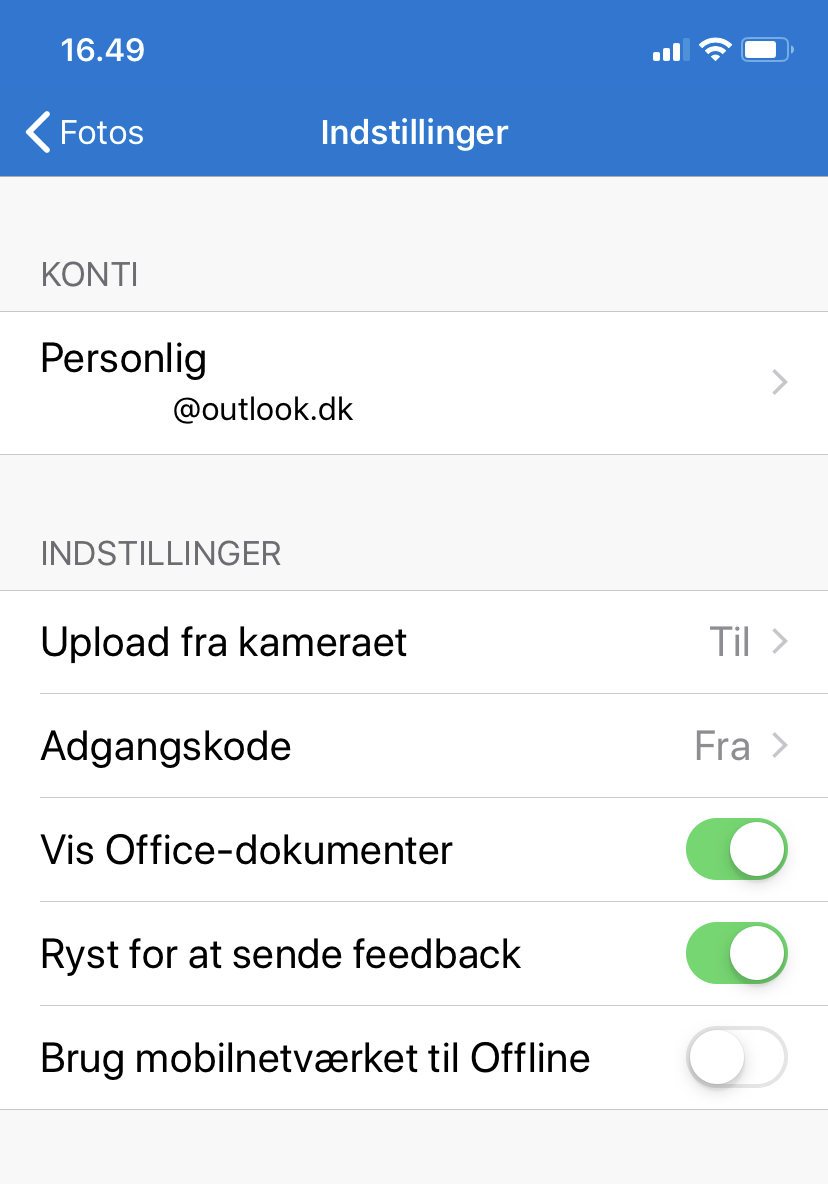 16.49
Fotos
Indstillinger
KONTI
Personlig
@outlook.dk
INDSTILLINGER
Upload fra kameraet Til
Adgangskode Fra
Vis Office-dokumenter
Ryst for at sende feedback
Brug mobilnetværket til Offline